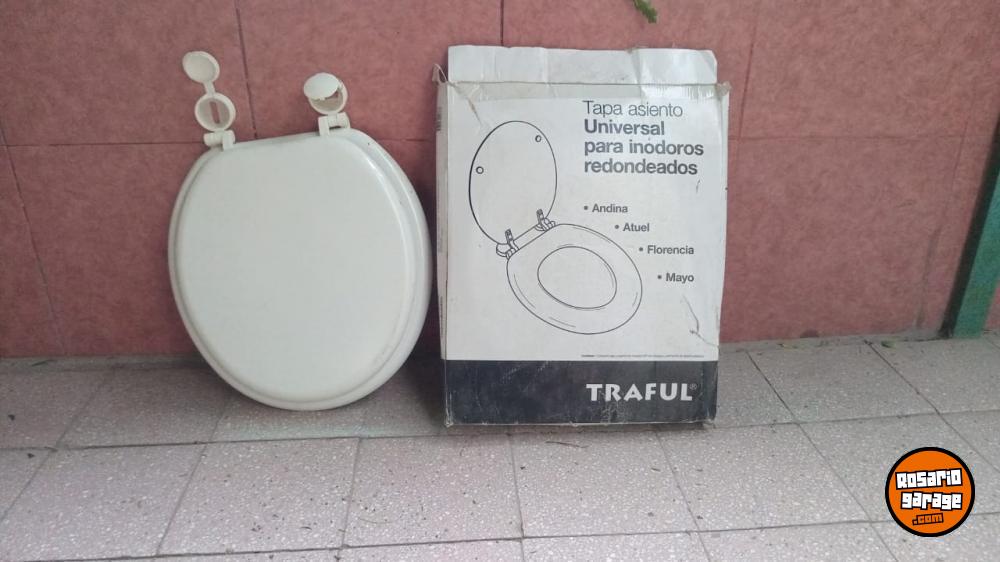 Tapa asiento
Universal
para inodoros
redondeados
• Andina
• Atuel
• Florencia
• Mayo
TRAFUL®
Rosario
garage
.com